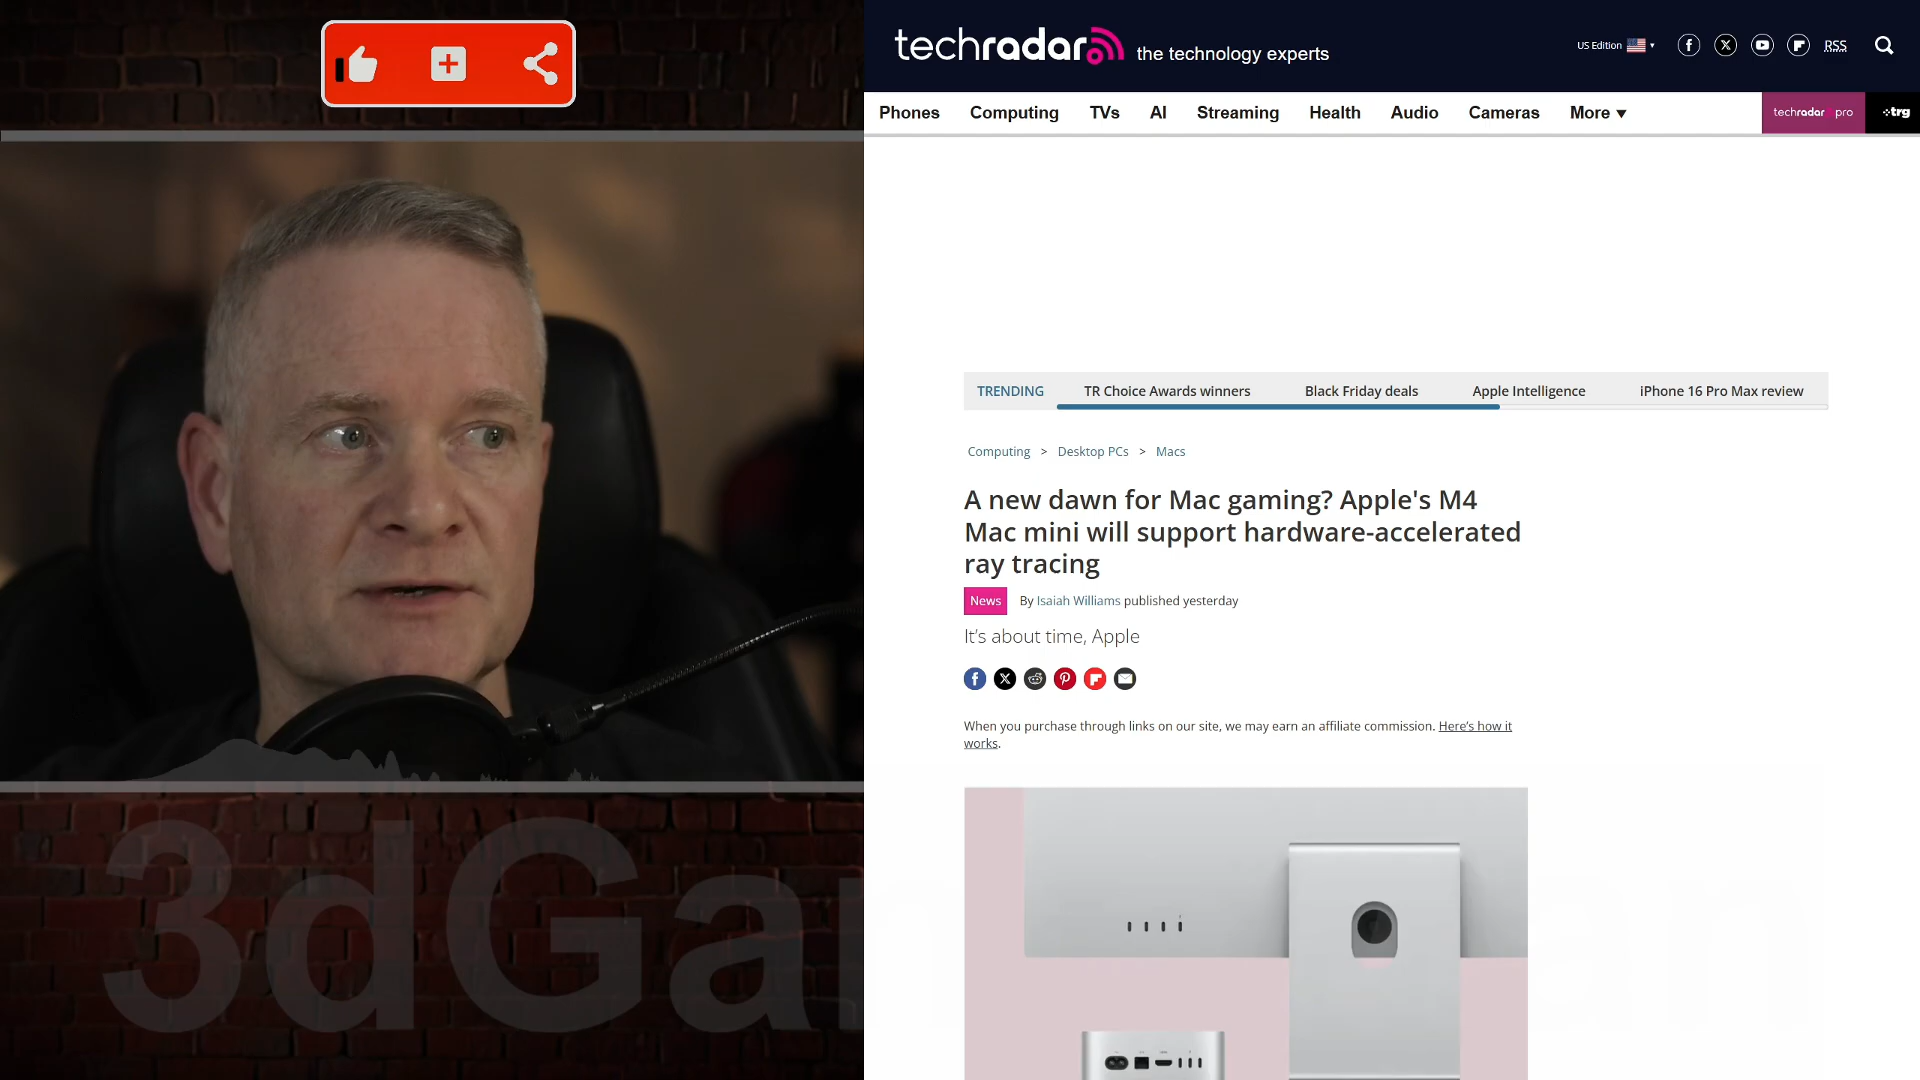 techradar the technology experts
US Edition
RSS
Phones Computing TVs AI Streaming Health Audio Cameras More
techradar pro
trg
TRENDING TR Choice Awards winners Black Friday deals Apple Intelligence iPhone 16 Pro Max review
Computing > Desktop PCs > Macs
A new dawn for Mac gaming? Apple's M4
Mac mini will support hardware-accelerated
ray tracing
News By Isaiah Williams published yesterday
It's about time, Apple
When you purchase through links on our site, we may earn an affiliate commission. Here's how it
works.
3dGa